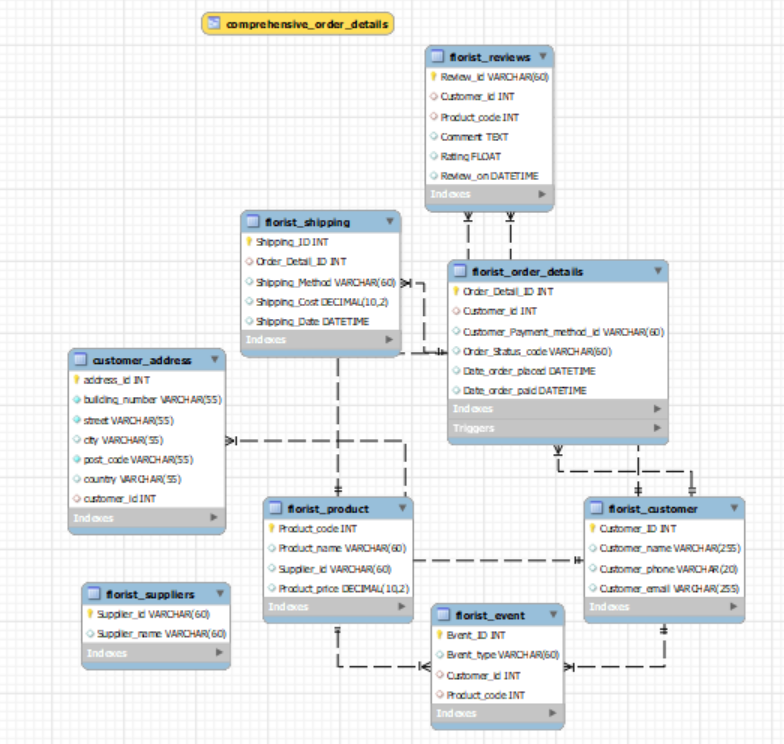 comprehensive_order_details
florist_reviews
Review_id VARCHAR(60)
Customer_id INT
Product_code INT
Comment TEXT
Rating FLOAT
Review_on DATETIME
Indexes
florist_shipping
Shipping_ID INT
Order_Detail_ID INT
Shipping_Method VARCHAR(60)
Shipping_Cost DECIMAL(10,2)
Shipping_Date DATETIME
Indexes
florist_order_details
Order_Detail_ID INT
Customer_id INT
Customer_Payment_method_id VARCHAR(60)
Order_Status_code VARCHAR(60)
Date_order_placed DATETIME
Date_order_paid DATETIME
Indexes
Triggers
customer_address
address_id INT
building_number VARCHAR(55)
street VARCHAR(55)
city VARCHAR(55)
post_code VARCHAR(55)
country VARCHAR(55)
customer_id INT
Indexes
florist_product
Product_code INT
Product_name VARCHAR(60)
Supplier_id VARCHAR(60)
Product_price DECIMAL(10,2)
Indexes
florist_customer
Customer_ID INT
Customer_name VARCHAR(255)
Customer_phone VARCHAR(20)
Customer_email VARCHAR(255)
Indexes
florist_suppliers
Supplier_id VARCHAR(60)
Supplier_name VARCHAR(60)
Indexes
florist_event
Event_ID INT
Event_type VARCHAR(60)
Customer_id INT
Product_code INT
Indexes